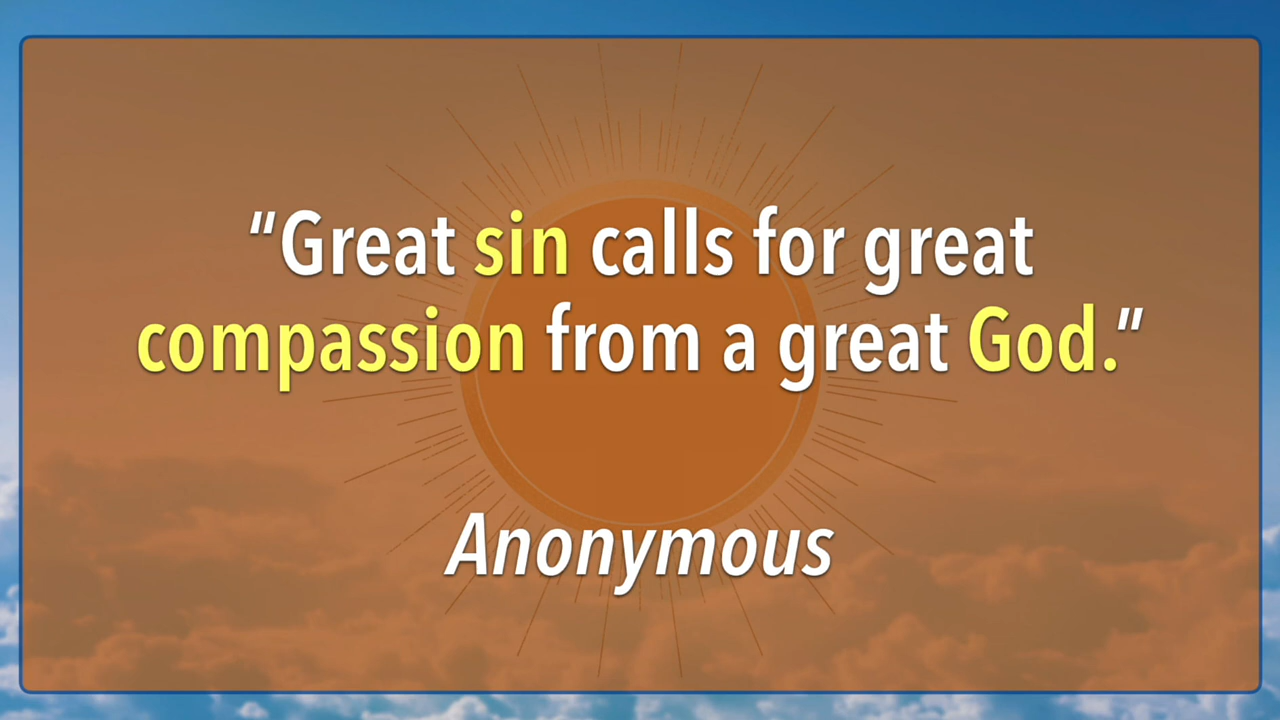 “Great sin calls for great
compassion from a great God.”
Anonymous